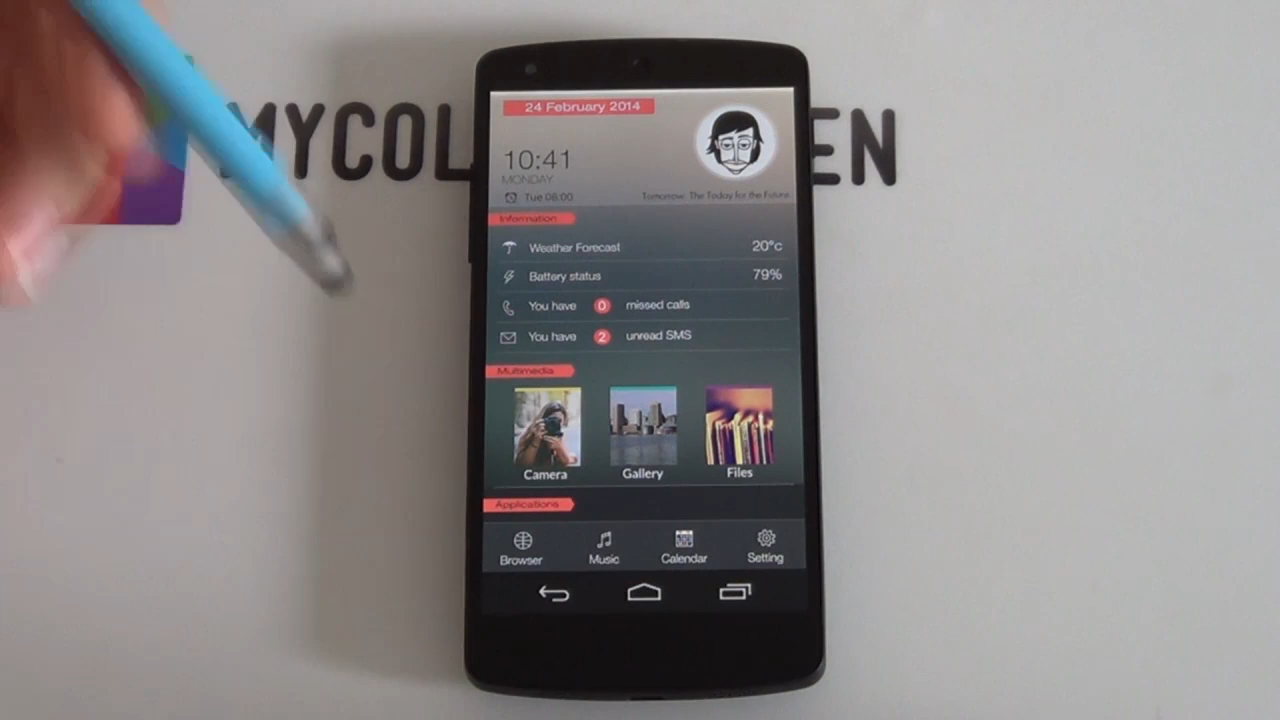 MYCOL EEN
24 February 2014
10:41
MONDAY
Tue 08:00
Tomorrow: The Today for the Future
Information
Weather Forecast 20°c
Battery status 79%
You have 0 missed calls
You have 2 unread SMS
Multimedia
Camera Gallery Files
Applications
Browser Music Calendar Setting